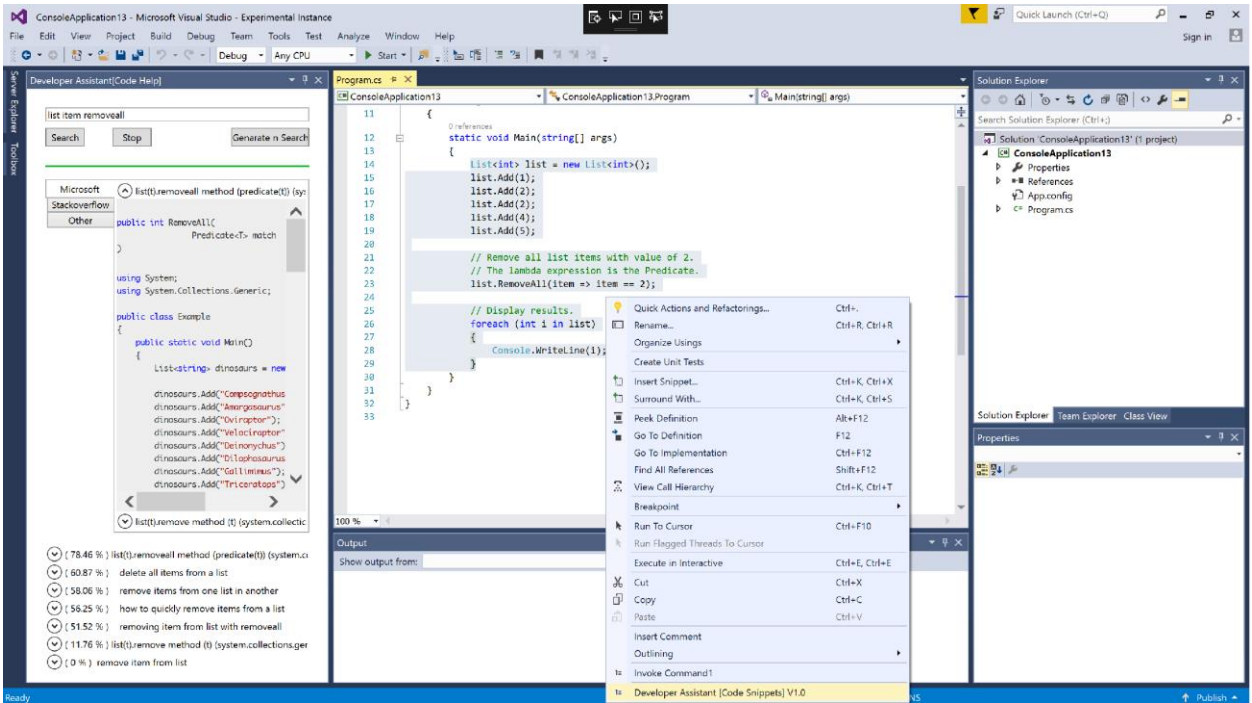 ConsoleApplication13 - Microsoft Visual Studio - Experimental Instance
Quick Launch (Ctrl+Q)
File Edit View Project Build Debug Team Tools Test Analyze Window Help
Sign in
Debug Any CPU Start
Server Explorer
Toolbox
Developer Assistant[Code Help]
list item removeall
Search Stop Generate n Search
Microsoft
Stackoverflow
Other
list(t).removeall method (predicate(t)) (sy
public int RemoveAll(
Predicate<T> match
)
using System;
using System.Collections.Generic;
public class Example
{
public static void Main()
{
List<string> dinosaurs = new
dinosaurs.Add("Compsognathus
dinosaurs.Add("Amargasaurus"
dinosaurs.Add("Oviraptor");
dinosaurs.Add("Velociraptor"
dinosaurs.Add("Deinonychus")
dinosaurs.Add("Dilophosaurus
dinosaurs.Add("Gallimimus");
dinosaurs.Add("Triceratops")
list(t).remove method (t) (system.collectic
( 78.46 % ) list(t).removeall method (predicate(t)) (system.c
( 60.87 % ) delete all items from a list
( 58.06 % ) remove items from one list in another
( 56.25 % ) how to quickly remove items from a list
( 51.52 % ) removing item from list with removeall
( 11.76 % ) list(t).remove method (t) (system.collections.ger
( 0 % ) remove item from list
Program.cs
ConsoleApplication13 ConsoleApplication13.Program Main(string[] args)
11 {
0 references
12 static void Main(string[] args)
13 {
14 List<int> list = new List<int>();
15 list.Add(1);
16 list.Add(2);
17 list.Add(2);
18 list.Add(4);
19 list.Add(5);
20
21 // Remove all list items with value of 2.
22 // The lambda expression is the Predicate.
23 list.RemoveAll(item => item == 2);
24
25 // Display results.
26 foreach (int i in list)
27 {
28 Console.WriteLine(i);
29 }
30 }
31 }
32 }
33
100 %
Output
Show output from:
Quick Actions and Refactorings... Ctrl+.
Rename... Ctrl+R, Ctrl+R
Organize Usings
Create Unit Tests
Insert Snippet... Ctrl+K, Ctrl+X
Surround With... Ctrl+K, Ctrl+S
Peek Definition Alt+F12
Go To Definition F12
Go To Implementation Ctrl+F12
Find All References Shift+F12
View Call Hierarchy Ctrl+K, Ctrl+T
Breakpoint
Run To Cursor Ctrl+F10
Run Flagged Threads To Cursor
Execute in Interactive Ctrl+E, Ctrl+E
Cut Ctrl+X
Copy Ctrl+C
Paste Ctrl+V
Insert Comment
Outlining
Invoke Command1
Developer Assistant [Code Snippets] V1.0
Solution Explorer
Search Solution Explorer (Ctrl+;)
Solution 'ConsoleApplication13' (1 project)
ConsoleApplication13
Properties
References
App.config
C# Program.cs
Solution Explorer Team Explorer Class View
Properties
Ready
NS
Publish